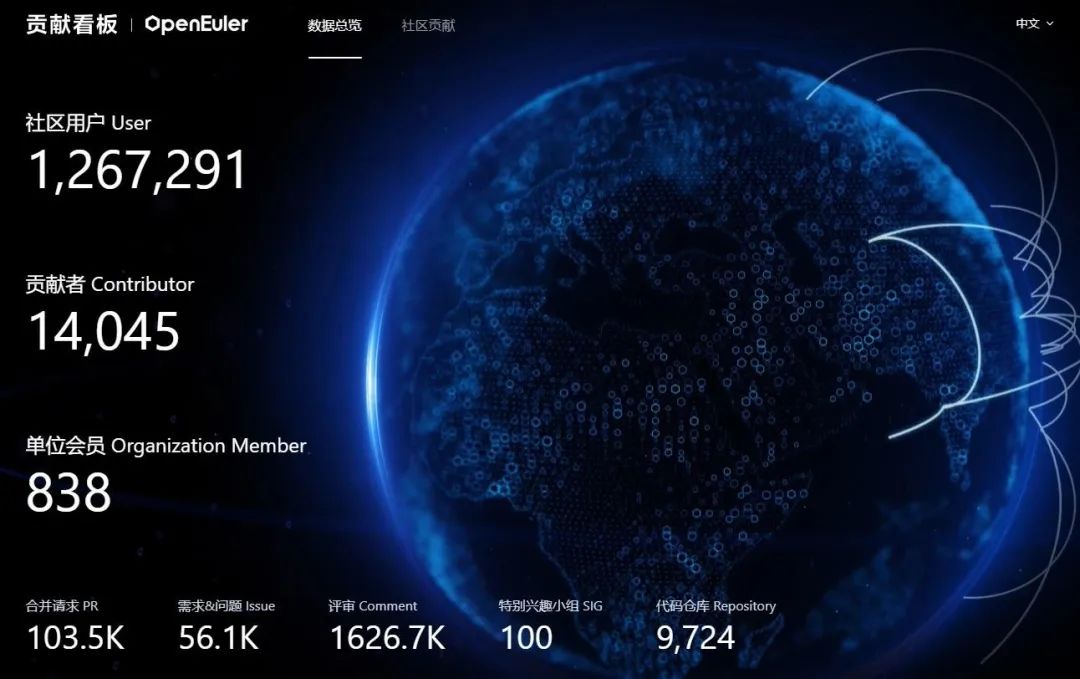 贡献看板 | OpenEuler 数据总览 社区贡献 中文
社区用户 User
1,267,291
贡献者 Contributor
14,045
单位会员 Organization Member
838
合并请求 PR 需求&问题 Issue 评审 Comment 特别兴趣小组 SIG 代码仓库 Repository
103.5K 56.1K 1626.7K 100 9,724